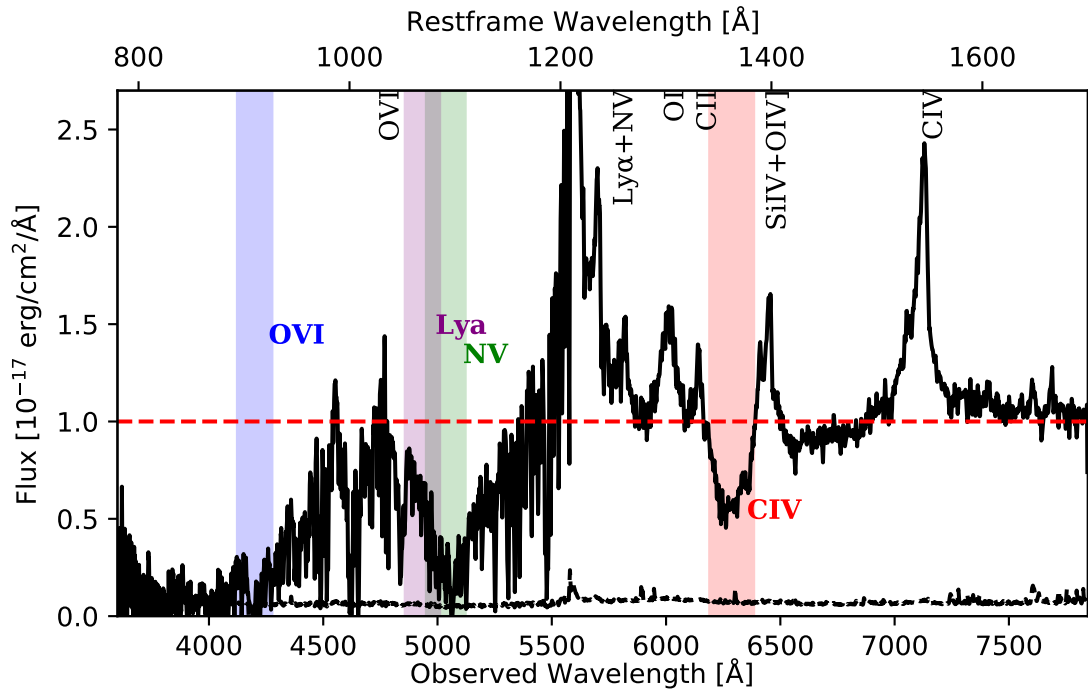 Restframe Wavelength [Å]
800 1000 1200 1400 1600
OVI
Lyα+NV
OI
CII
SiIV+OIV]
CIV
OVI
Lya
NV
CIV
2.5
2.0
1.5
1.0
0.5
0.0
Flux [10⁻¹⁷ erg/cm²/Å]
4000 4500 5000 5500 6000 6500 7000 7500
Observed Wavelength [Å]